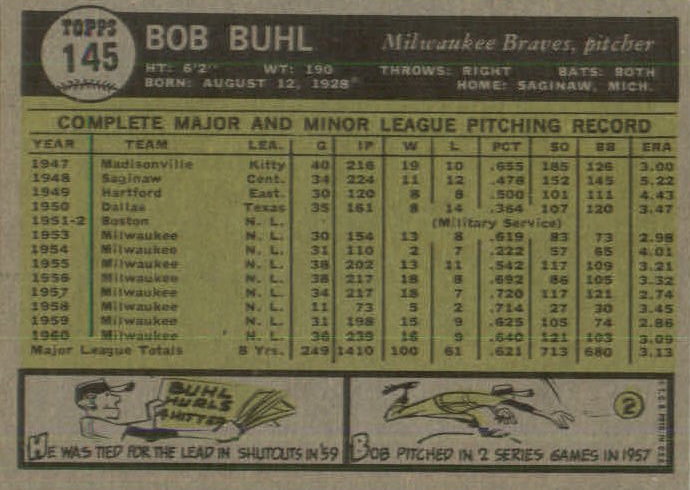 TOPPS
145
BOB BUHL Milwaukee Braves, pitcher
HT: 6'2" WT: 190 THROWS: RIGHT BATS: BOTH
BORN: AUGUST 12, 1928 HOME: SAGINAW, MICH.
COMPLETE MAJOR AND MINOR LEAGUE PITCHING RECORD
YEAR TEAM LEA. G IP W L PCT SO BB ERA
1947 Madisonville Kitty 40 216 19 10 .655 185 126 3.00
1948 Saginaw Cent. 34 224 11 12 .478 152 145 5.22
1949 Hartford East. 30 120 8 8 .500 101 111 4.43
1950 Dallas Texas 35 161 8 14 .364 107 120 3.47
1951-2 Boston N. L. (Military Service)
1953 Milwaukee N. L. 30 154 13 8 .619 83 73 2.98
1954 Milwaukee N. L. 31 110 2 7 .222 57 65 4.01
1955 Milwaukee N. L. 38 202 13 11 .542 117 109 3.21
1956 Milwaukee N. L. 38 217 18 8 .692 86 105 3.32
1957 Milwaukee N. L. 34 217 18 7 .720 117 121 2.74
1958 Milwaukee N. L. 11 73 5 2 .714 27 30 3.45
1959 Milwaukee N. L. 31 198 15 9 .625 105 74 2.86
1960 Milwaukee N. L. 36 239 16 9 .640 121 103 3.09
Major League Totals 8 Yrs. 249 1410 100 61 .621 713 680 3.13
BUHL
HURLS
4 HITTER
HE WAS TIED FOR THE LEAD IN SHUTOUTS IN '59
2
BOB PITCHED IN 2 SERIES GAMES IN 1957